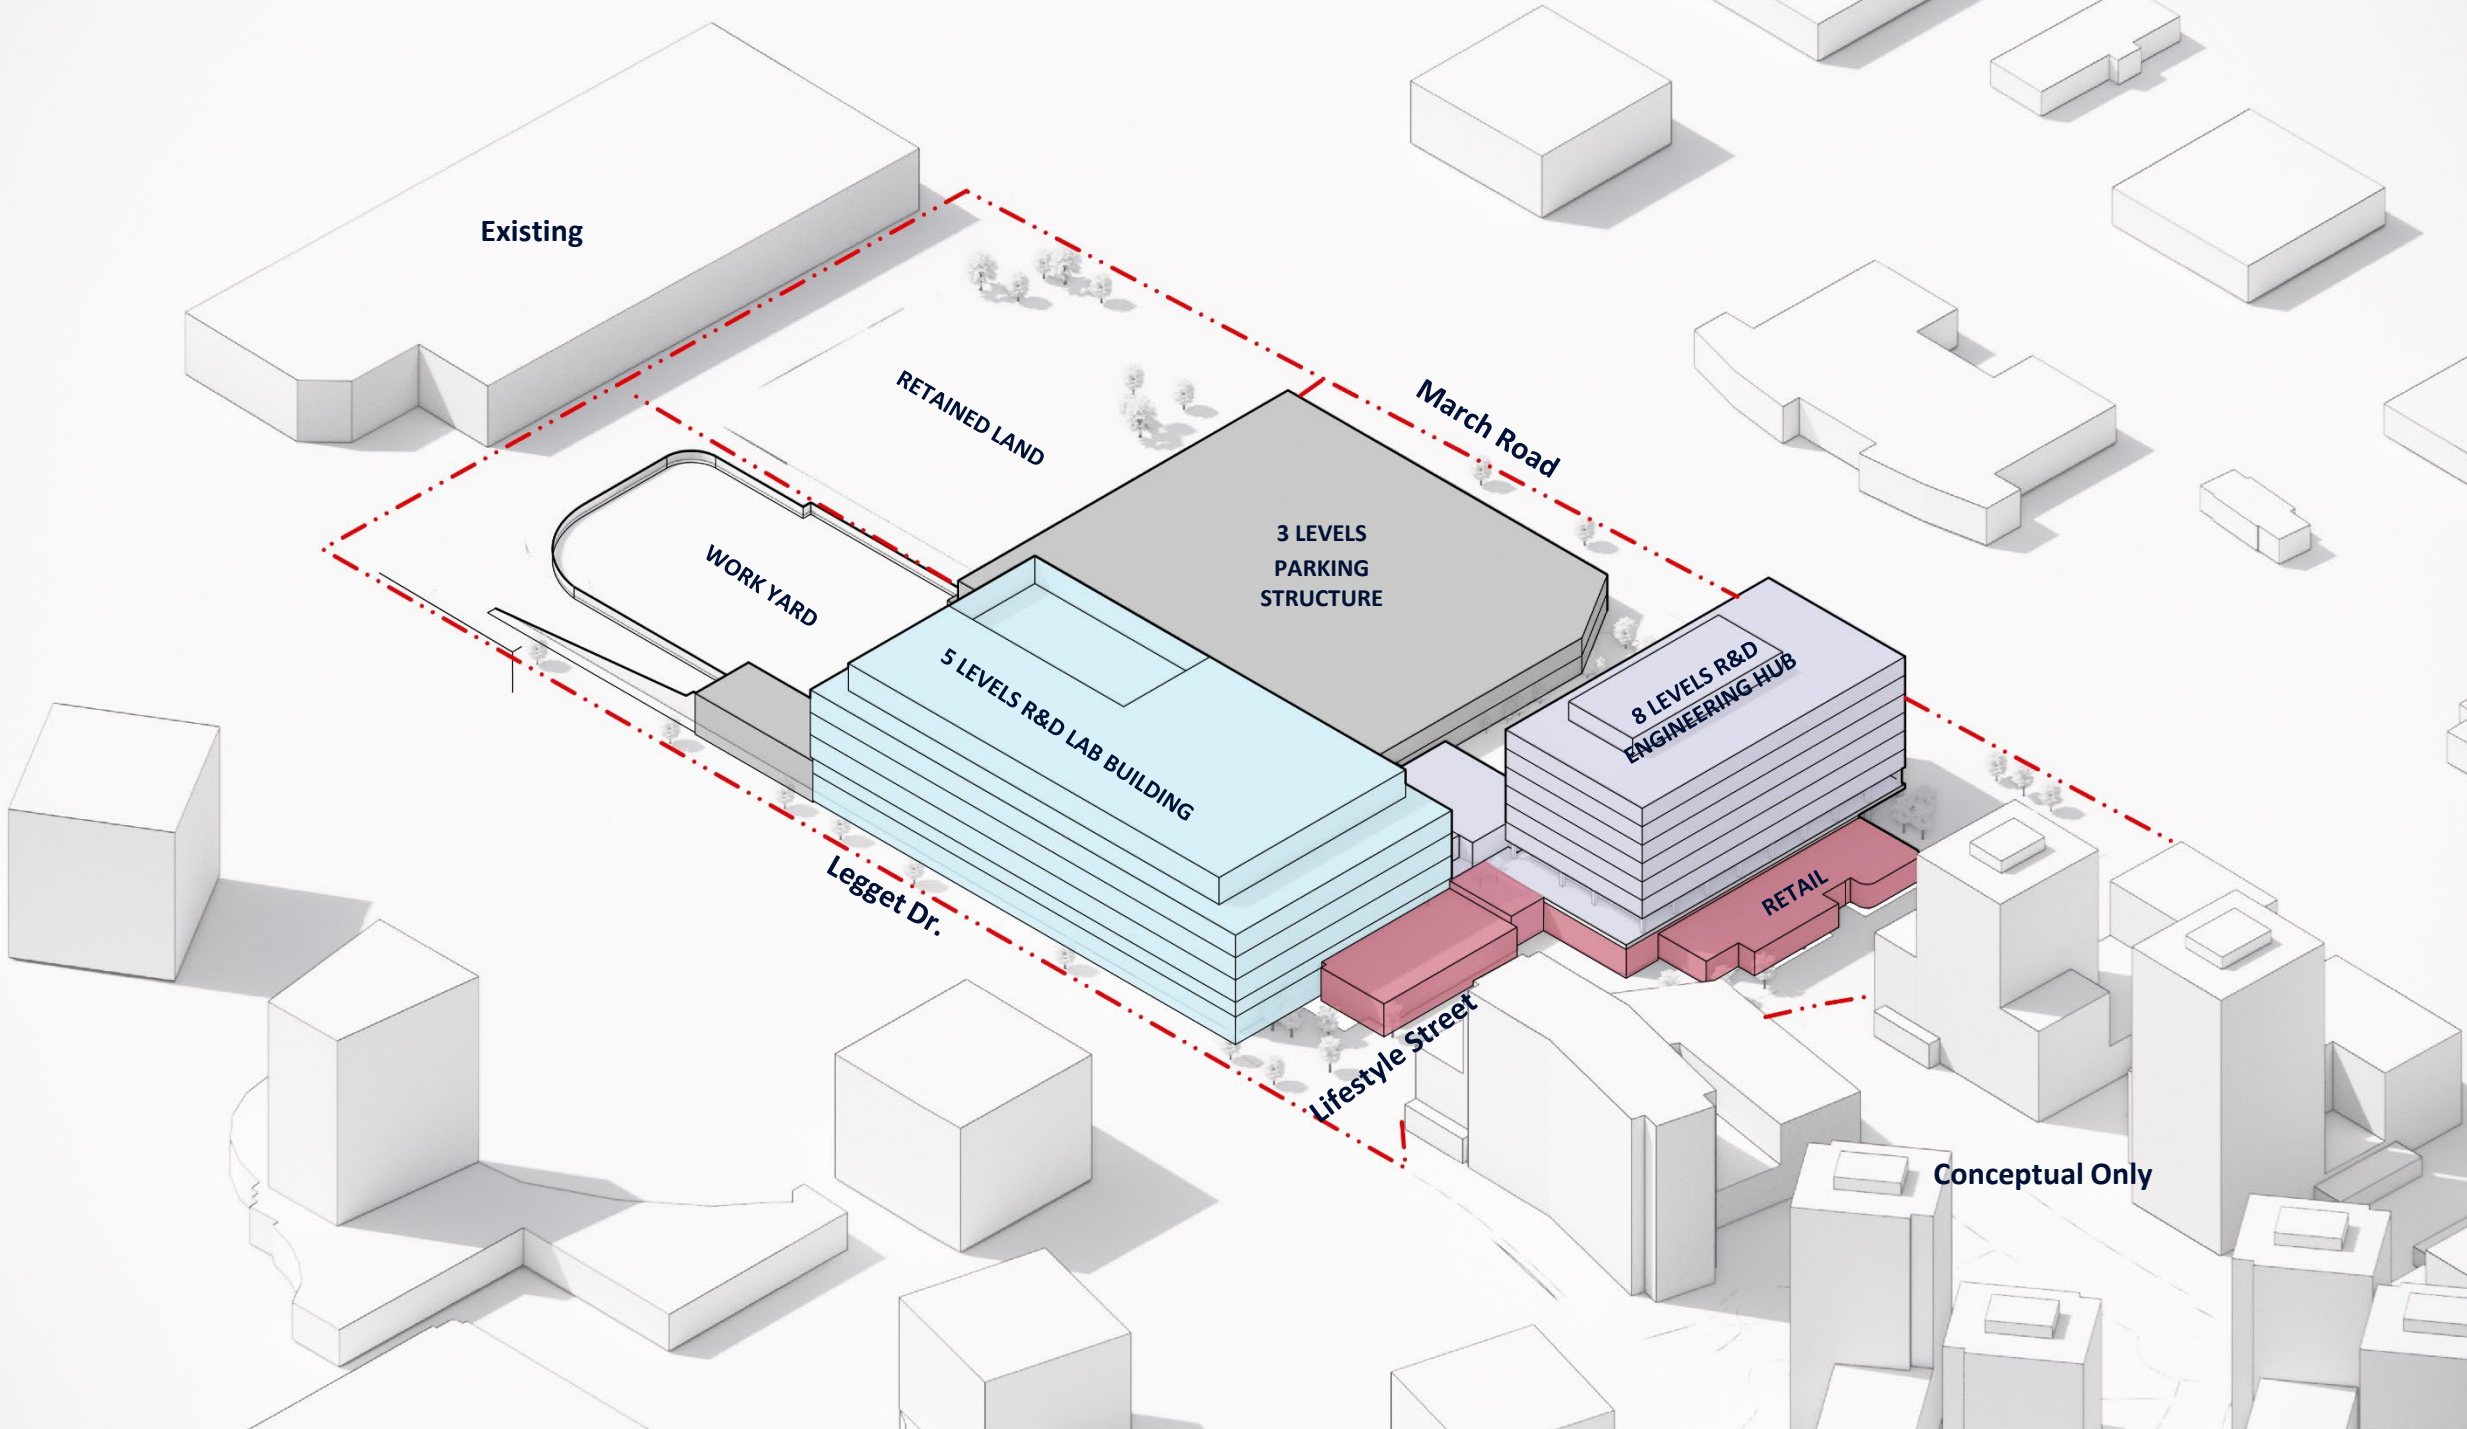 Existing
RETAINED LAND
March Road
WORK YARD
3 LEVELS
PARKING
STRUCTURE
5 LEVELS R&D LAB BUILDING
8 LEVELS R&D
ENGINEERING HUB
RETAIL
Legget Dr.
Lifestyle Street
Conceptual Only